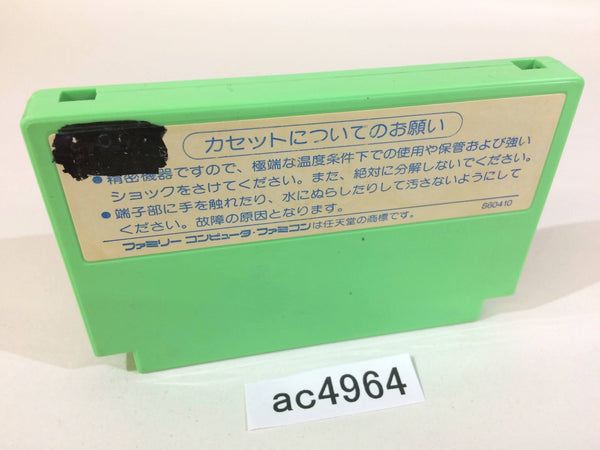 カセットについてのお願い
●精密機器ですので、極端な温度条件下での使用や保管および強い
ショックをさけてください。また、絶対に分解しないでください。
●端子部に手を触れたり、水にぬらしたりして汚さないようにして
ください。故障の原因となります。
ファミリー コンピュータ・ファミコンは任天堂の商標です。
860410
ac4964